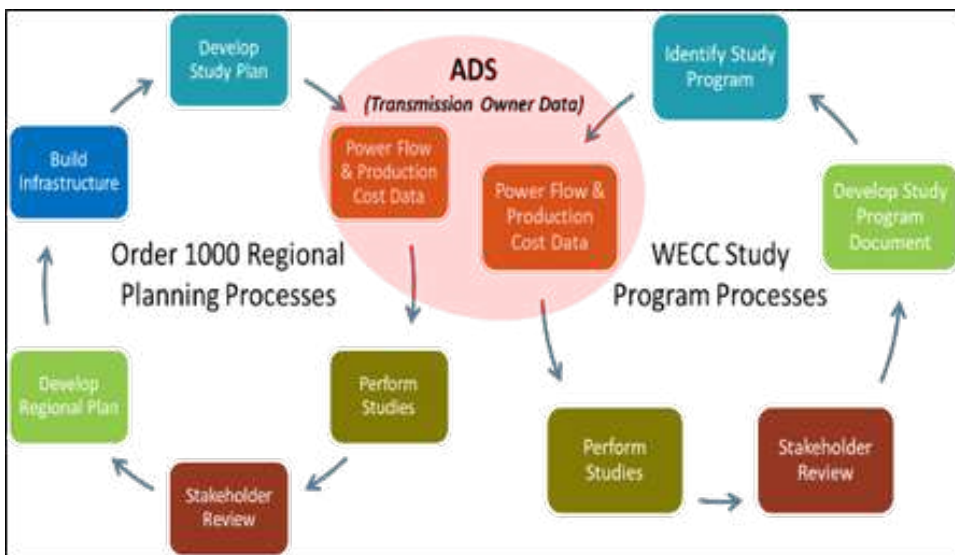 Develop
Study Plan
ADS
(Transmission Owner Data)
Identify Study
Program
Build
Infrastructure
Power Flow
& Production
Cost Data
Power Flow &
Production
Cost Data
Develop Study
Program
Document
Order 1000 Regional
Planning Processes
WECC Study
Program Processes
Develop
Regional Plan
Perform
Studies
Stakeholder
Review
Perform
Studies
Stakeholder
Review